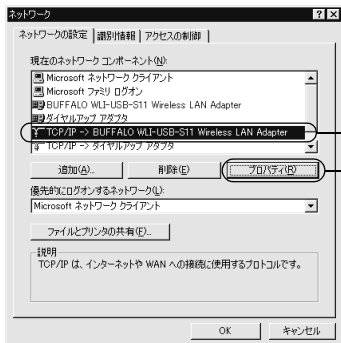 ネットワーク
ネットワークの設定 識別情報 アクセスの制御
現在のネットワーク コンポーネント(N):
Microsoft ネットワーク クライアント
Microsoft ファミリ ログオン
BUFFALO WLI-USB-S11 Wireless LAN Adapter
ダイヤルアップ アダプタ
TCP/IP -> BUFFALO WLI-USB-S11 Wireless LAN Adapter
TCP/IP -> ダイヤルアップ アダプタ
追加(A)... 削除(E) プロパティ(R)
優先的にログオンするネットワーク(L):
Microsoft ネットワーク クライアント
ファイルとプリンタの共有(F)...
説明
TCP/IP は、インターネットや WAN への接続に使用するプロトコルです。
OK キャンセル